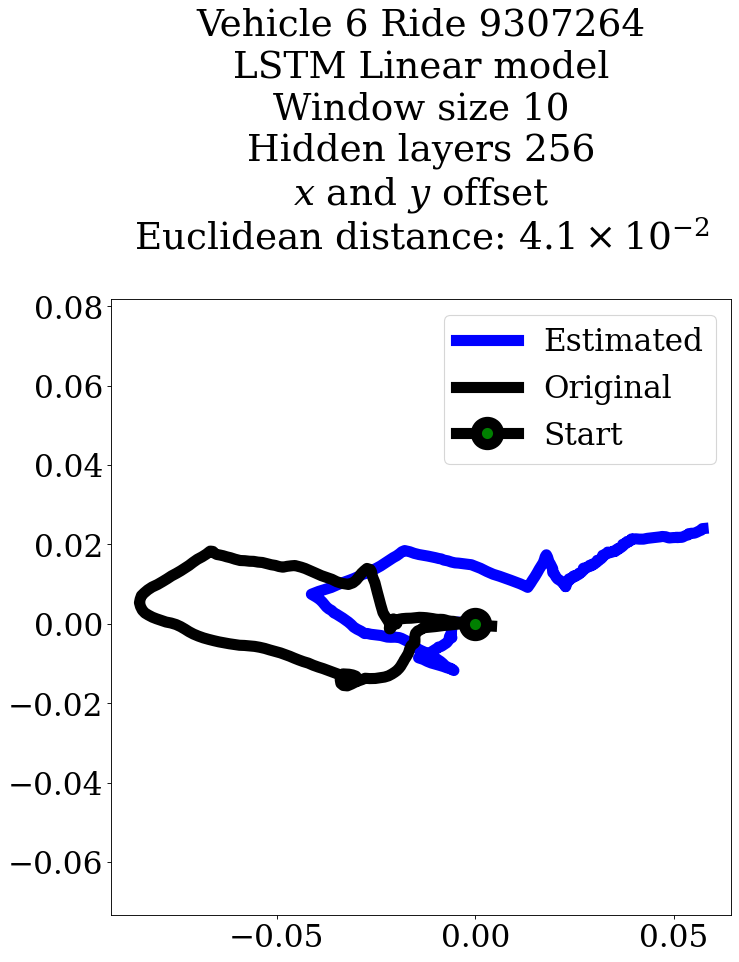 Vehicle 6 Ride 9307264
LSTM Linear model
Window size 10
Hidden layers 256
x and y offset
Euclidean distance: 4.1 × 10⁻²
Estimated
Original
Start
0.08
0.06
0.04
0.02
0.00
−0.02
−0.04
−0.06
−0.05 0.00 0.05